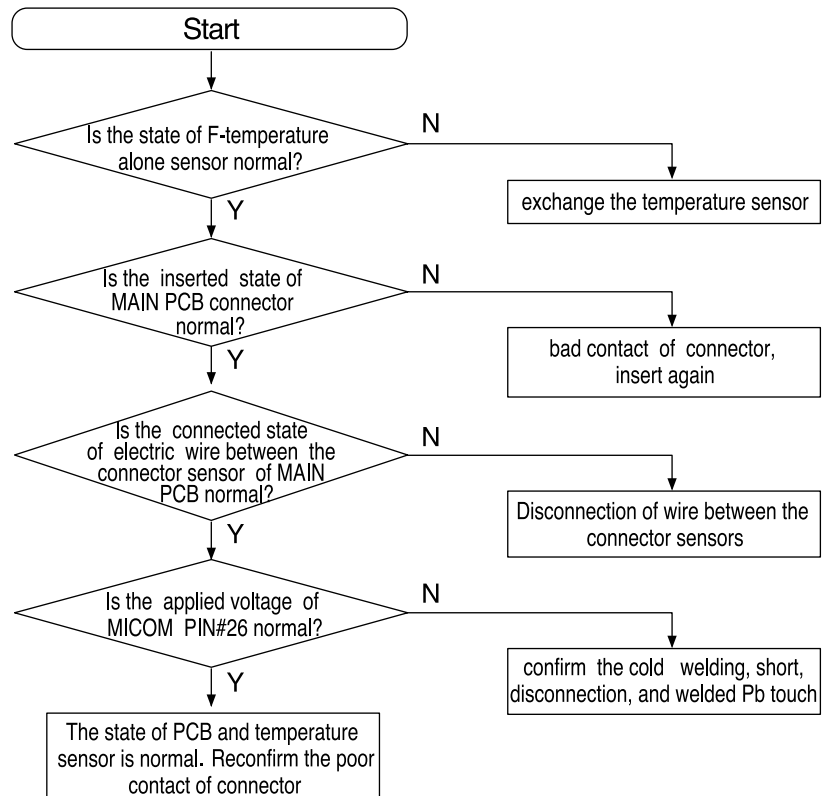 Start
Is the state of F-temperature
alone sensor normal?
N
exchange the temperature sensor
Y
Is the inserted state of
MAIN PCB connector
normal?
N
bad contact of connector,
insert again
Y
Is the connected state
of electric wire between the
connector sensor of MAIN
PCB normal?
N
Disconnection of wire between the
connector sensors
Y
Is the applied voltage of
MICOM PIN#26 normal?
N
confirm the cold welding, short,
disconnection, and welded Pb touch
Y
The state of PCB and temperature
sensor is normal. Reconfirm the poor
contact of connector